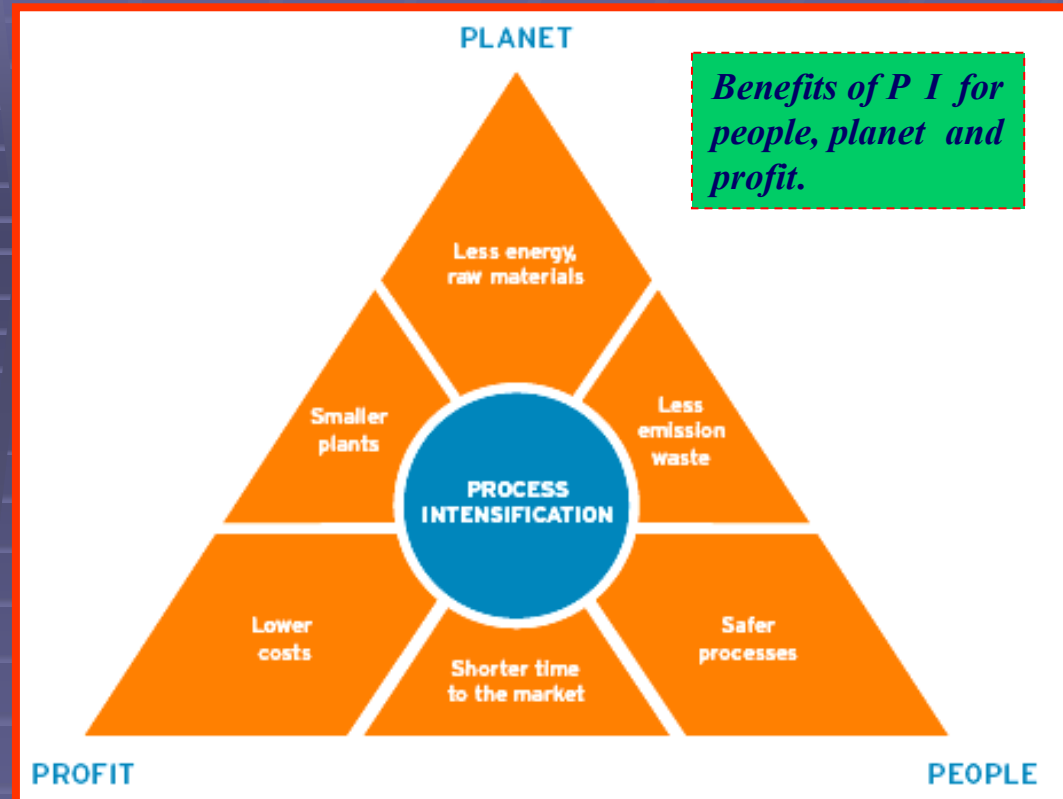 PLANET
Benefits of P I for
people, planet and
profit.
Less energy,
raw materials
Smaller
plants
Less
emission
waste
PROCESS
INTENSIFICATION
Lower
costs
Shorter time
to the market
Safer
processes
PROFIT
PEOPLE